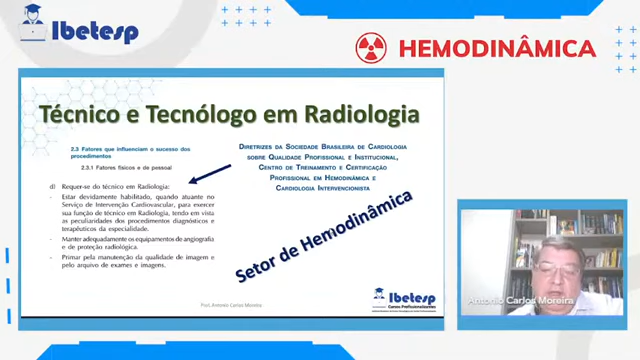 Ibetesp
HEMODINÂMICA
Técnico e Tecnólogo em Radiologia
2.3 Fatores que influenciam o sucesso dos
procedimentos
2.3.1 Fatores físicos e de pessoal
d) Requer-se do técnico em Radiologia:
- Estar devidamente habilitado, quando atuante no
Serviço de Intervenção Cardiovascular, para exercer
sua função de técnico em Radiologia, tendo em vista
as peculiaridades dos procedimentos diagnósticos e
terapêuticos da especialidade.
- Manter adequadamente os equipamentos de angiografia
e de proteção radiológica.
- Primar pela manutenção da qualidade de imagem e
pelo arquivo de exames e imagens.
DIRETRIZES DA SOCIEDADE BRASILEIRA DE CARDIOLOGIA
SOBRE QUALIDADE PROFISSIONAL E INSTITUCIONAL,
CENTRO DE TREINAMENTO E CERTIFICAÇÃO
PROFISSIONAL EM HEMODINÂMICA E
CARDIOLOGIA INTERVENCIONISTA
Setor de Hemodinâmica
Prof. Antonio Carlos Moreira
Ibetesp
Cursos Profissionalizantes
Antonio Carlos Moreira